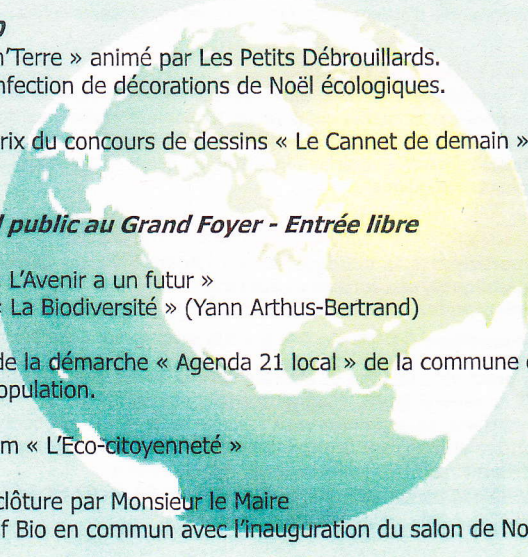 n'Terre » animé par Les Petits Débrouillards.
nfection de décorations de Noël écologiques.
rix du concours de dessins « Le Cannet de demain »
l public au Grand Foyer - Entrée libre
L'Avenir a un futur »
« La Biodiversité » (Yann Arthus-Bertrand)
de la démarche « Agenda 21 local » de la commune
opulation.
m « L'Eco-citoyenneté »
clôture par Monsieur le Maire
f Bio en commun avec l'inauguration du salon de No